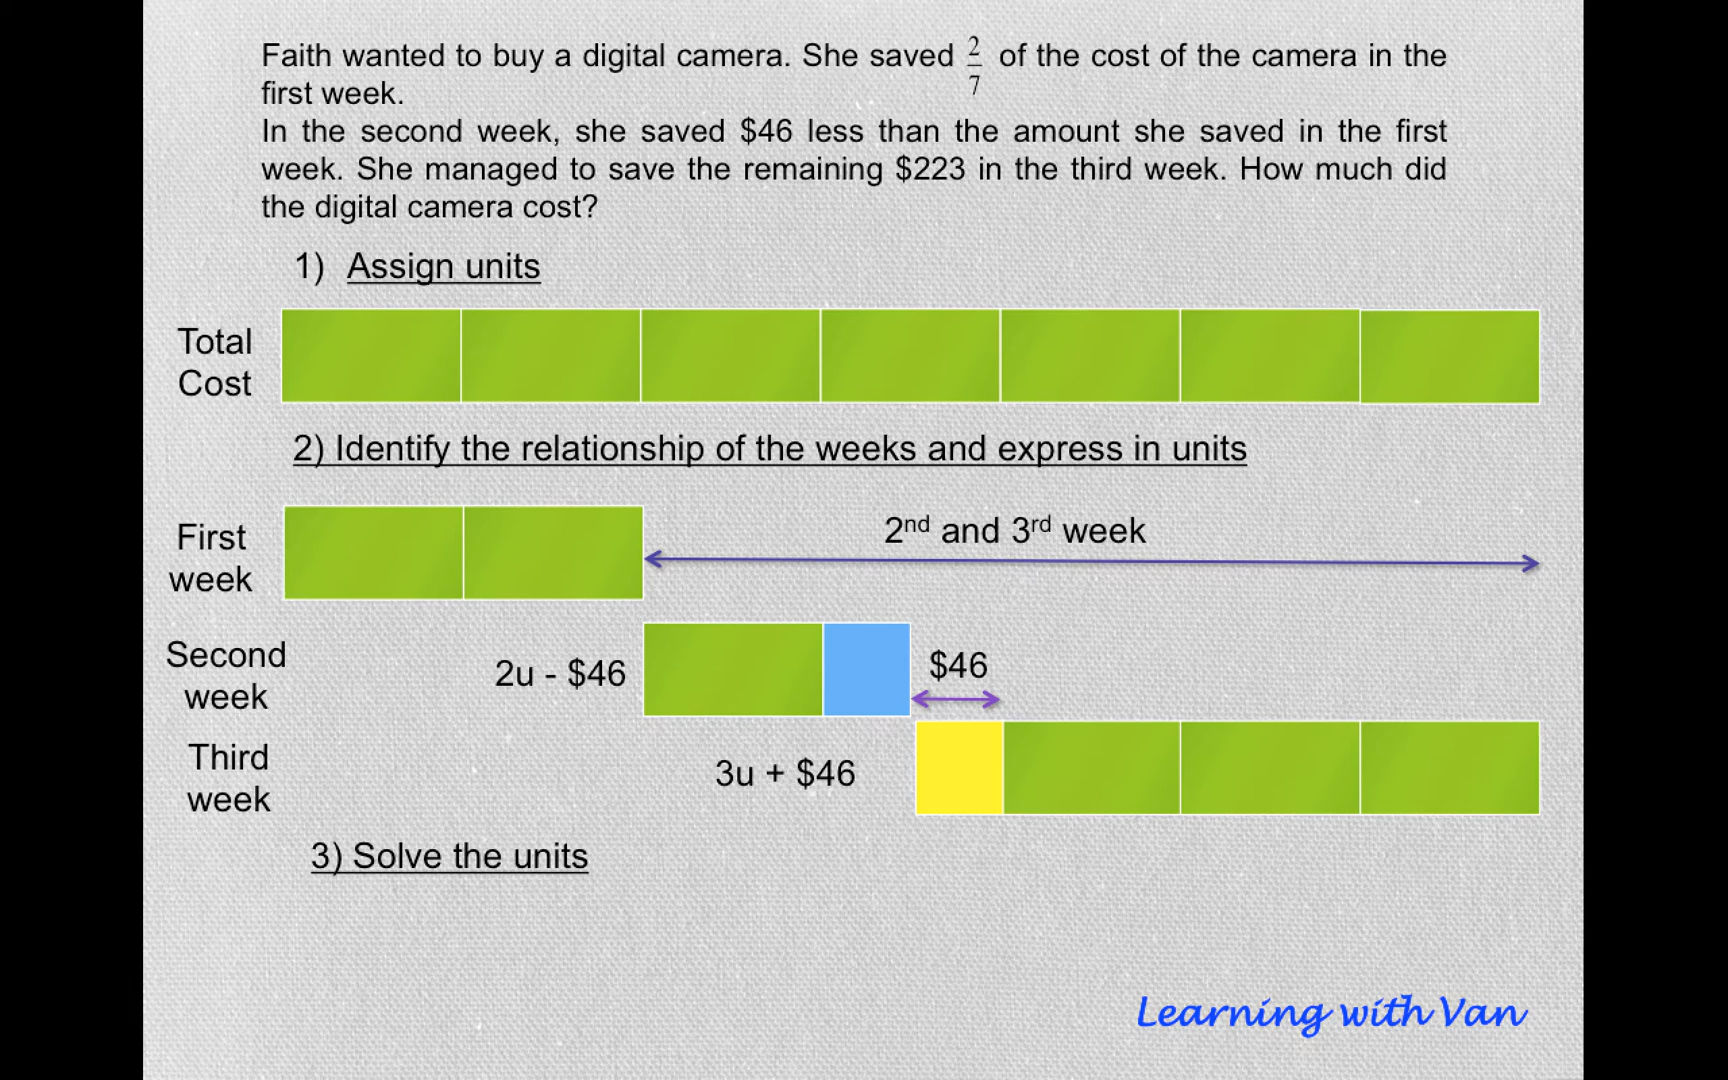 Faith wanted to buy a digital camera. She saved 2/7 of the cost of the camera in the
first week.
In the second week, she saved $46 less than the amount she saved in the first
week. She managed to save the remaining $223 in the third week. How much did
the digital camera cost?
1) Assign units
Total
Cost
2) Identify the relationship of the weeks and express in units
First
week
2nd and 3rd week
Second
week
2u - $46
$46
Third
week
3u + $46
3) Solve the units
Learning with Van